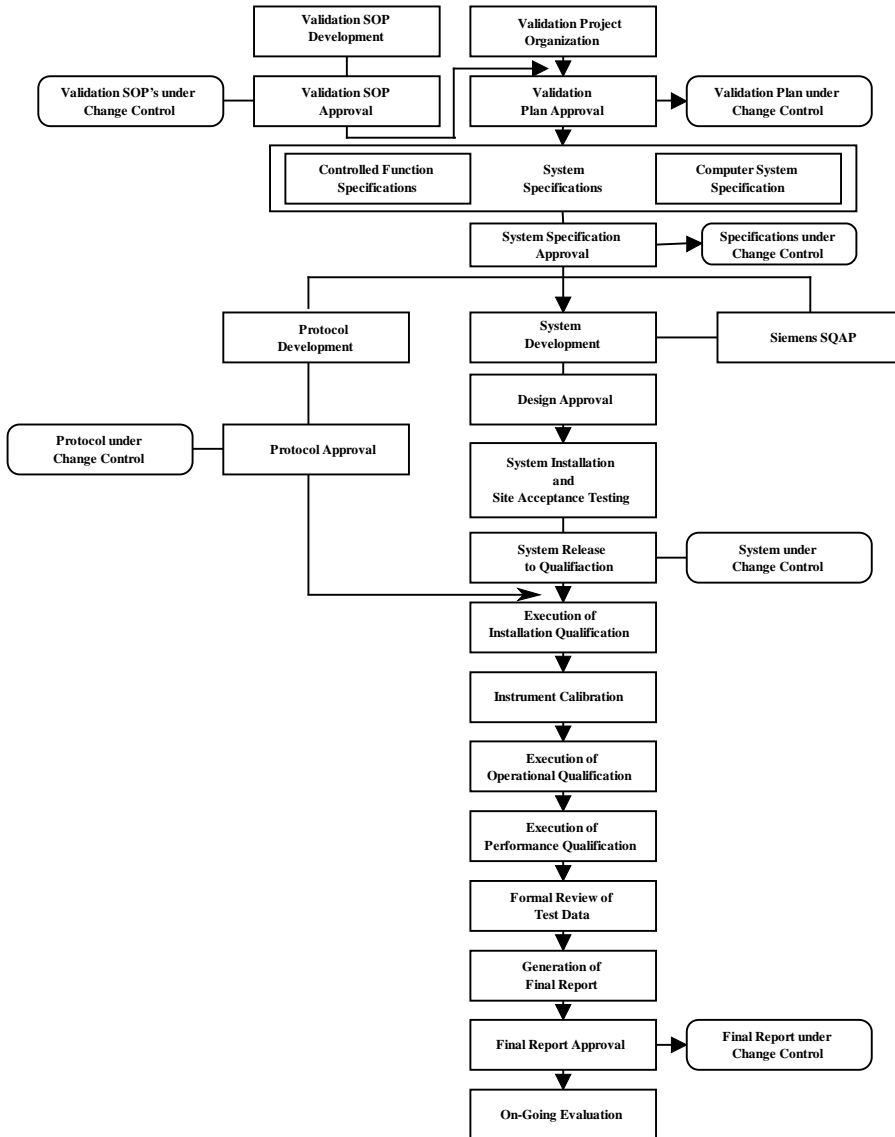 Validation SOP
Development
Validation Project
Organization
Validation SOP's under
Change Control
Validation SOP
Approval
Validation
Plan Approval
Validation Plan under
Change Control
Controlled Function
Specifications
System
Specifications
Computer System
Specification
System Specification
Approval
Specifications under
Change Control
Protocol
Development
System
Development
Siemens SQAP
Design Approval
Protocol under
Change Control
Protocol Approval
System Installation
and
Site Acceptance Testing
System Release
to Qualifiaction
System under
Change Control
Execution of
Installation Qualification
Instrument Calibration
Execution of
Operational Qualification
Execution of
Performance Qualification
Formal Review of
Test Data
Generation of
Final Report
Final Report Approval
Final Report under
Change Control
On-Going Evaluation